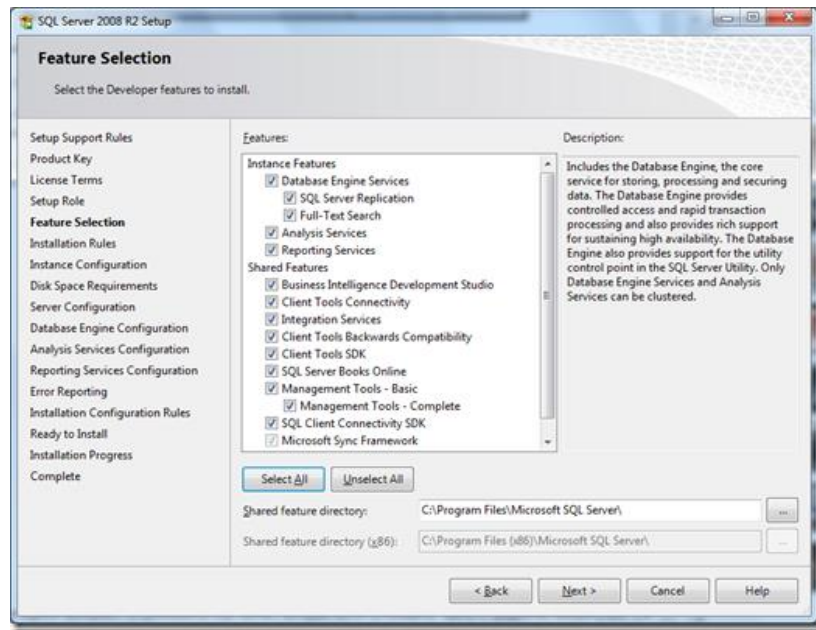 SQL Server 2008 R2 Setup
Feature Selection
Select the Developer features to install.
Setup Support Rules
Product Key
License Terms
Setup Role
Feature Selection
Installation Rules
Instance Configuration
Disk Space Requirements
Server Configuration
Database Engine Configuration
Analysis Services Configuration
Reporting Services Configuration
Error Reporting
Installation Configuration Rules
Ready to Install
Installation Progress
Complete
Features:
Instance Features
Database Engine Services
SQL Server Replication
Full-Text Search
Analysis Services
Reporting Services
Shared Features
Business Intelligence Development Studio
Client Tools Connectivity
Integration Services
Client Tools Backwards Compatibility
Client Tools SDK
SQL Server Books Online
Management Tools - Basic
Management Tools - Complete
SQL Client Connectivity SDK
Microsoft Sync Framework
Description:
Includes the Database Engine, the core
service for storing, processing and securing
data. The Database Engine provides
controlled access and rapid transaction
processing and also provides rich support
for sustaining high availability. The Database
Engine also provides support for the utility
control point in the SQL Server Utility. Only
Database Engine Services and Analysis
Services can be clustered.
Select All
Unselect All
Shared feature directory:
C:\Program Files\Microsoft SQL Server\
...
Shared feature directory (x86):
C:\Program Files (x86)\Microsoft SQL Server\
...
< Back
Next >
Cancel
Help